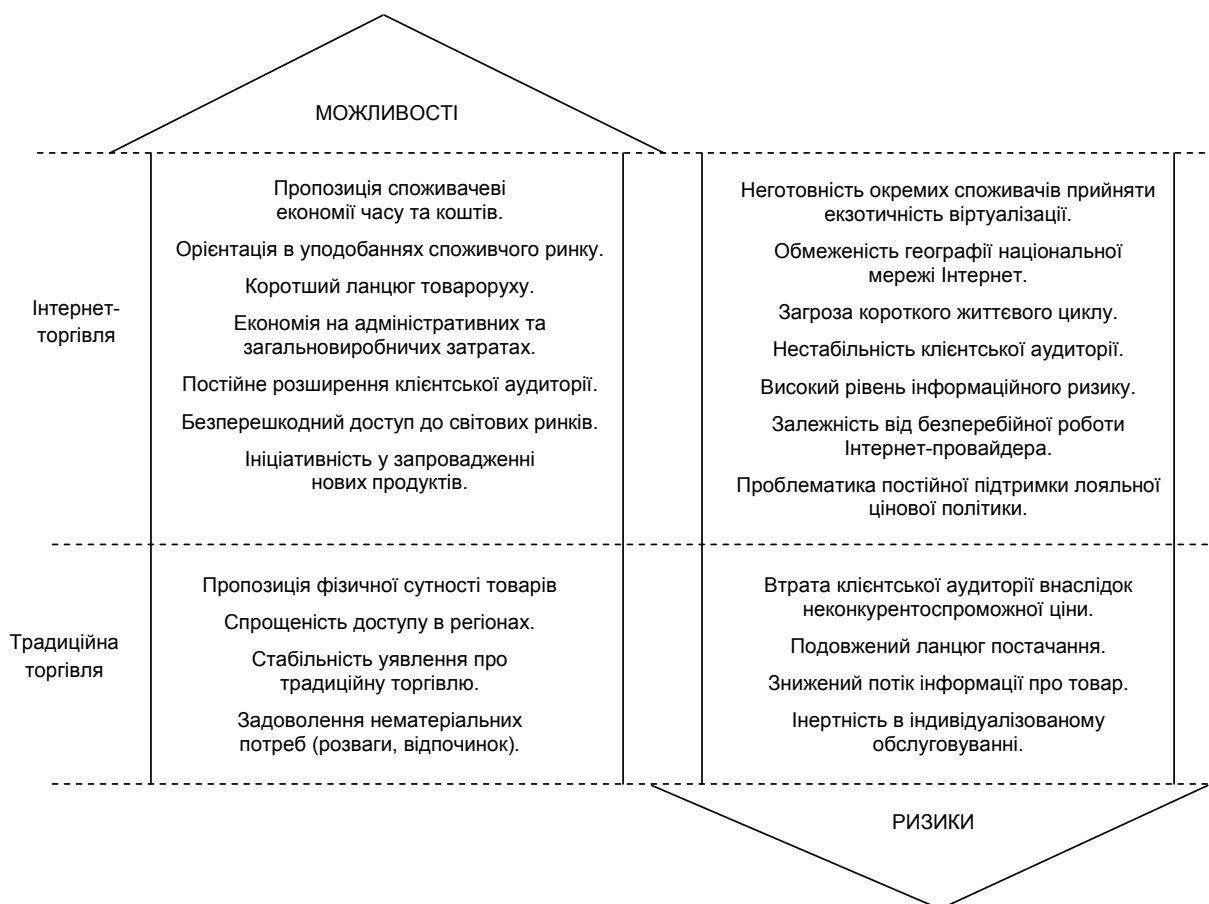 МОЖЛИВОСТІ
Інтернет-
торгівля
Пропозиція споживачеві
економії часу та коштів.
Орієнтація в уподобаннях споживчого ринку.
Коротший ланцюг товароруху.
Економія на адміністративних та
загальновиробничих затратах.
Постійне розширення клієнтської аудиторії.
Безперешкодний доступ до світових ринків.
Ініціативність у запровадженні
нових продуктів.
Неготовність окремих споживачів прийняти
екзотичність віртуалізації.
Обмеженість географії національної
мережі Інтернет.
Загроза короткого життєвого циклу.
Нестабільність клієнтської аудиторії.
Високий рівень інформаційного ризику.
Залежність від безперебійної роботи
Інтернет-провайдера.
Проблематика постійної підтримки лояльної
цінової політики.
Традиційна
торгівля
Пропозиція фізичної сутності товарів
Спрощеність доступу в регіонах.
Стабільність уявлення про
традиційну торгівлю.
Задоволення нематеріальних
потреб (розваги, відпочинок).
Втрата клієнтської аудиторії внаслідок
неконкурентоспроможної ціни.
Подовжений ланцюг постачання.
Знижений потік інформації про товар.
Інертність в індивідуалізованому
обслуговуванні.
РИЗИКИ